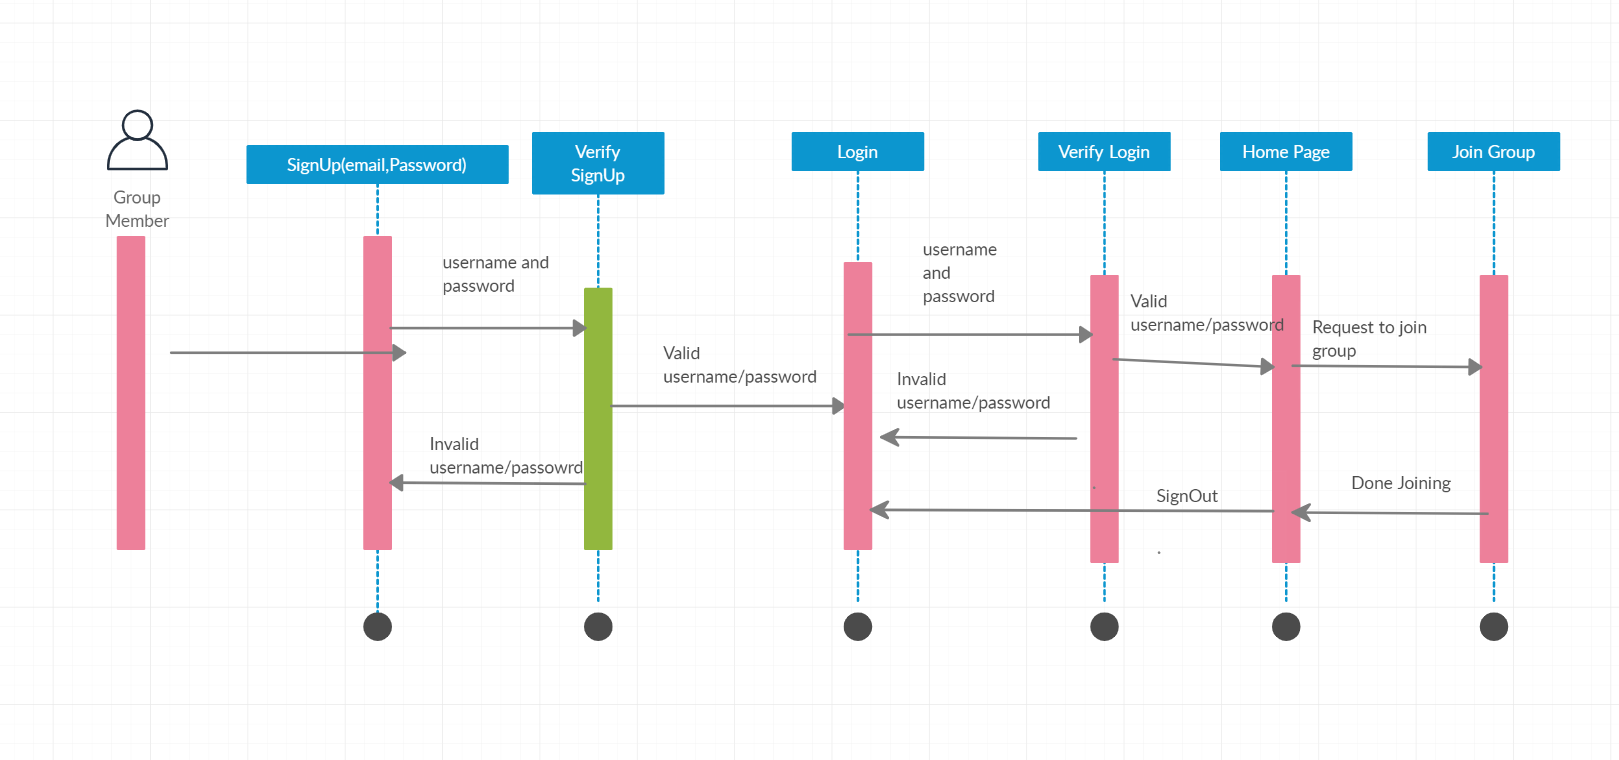 Group
Member
SignUp(email,Password)
Verify
SignUp
Login
Verify Login
Home Page
Join Group
username and
password
username
and
password
Valid
username/password
Request to join
group
Valid
username/password
Invalid
username/password
Invalid
username/passowrd
SignOut
Done Joining